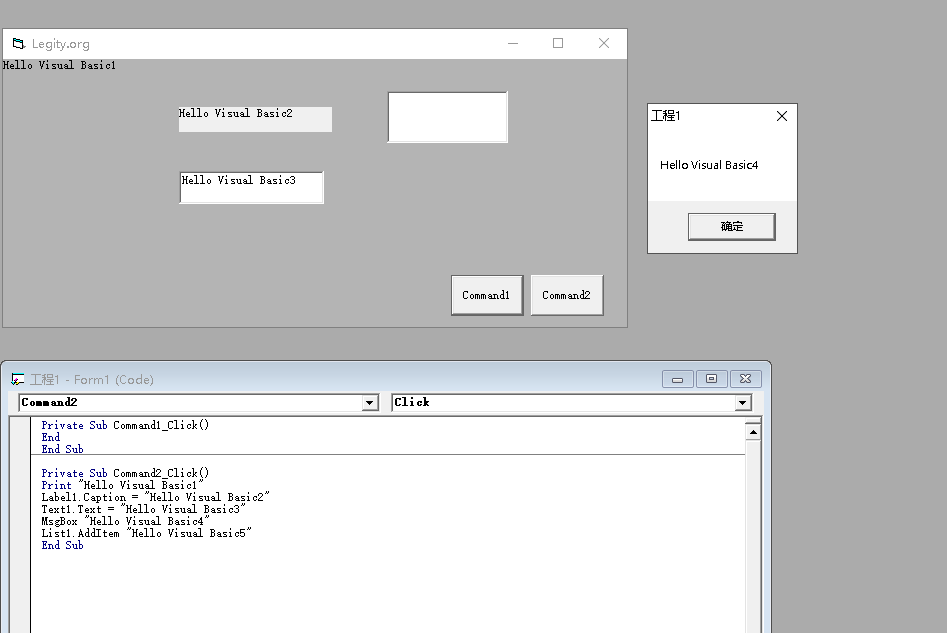 Legity.org
Hello Visual Basic1
Hello Visual Basic2
Hello Visual Basic3
Command1
Command2
工程1
Hello Visual Basic4
确定
工程1 - Form1 (Code)
Command2
Click
Private Sub Command1_Click()
End
End Sub
Private Sub Command2_Click()
Print "Hello Visual Basic1"
Label1.Caption = "Hello Visual Basic2"
Text1.Text = "Hello Visual Basic3"
MsgBox "Hello Visual Basic4"
List1.AddItem "Hello Visual Basic5"
End Sub